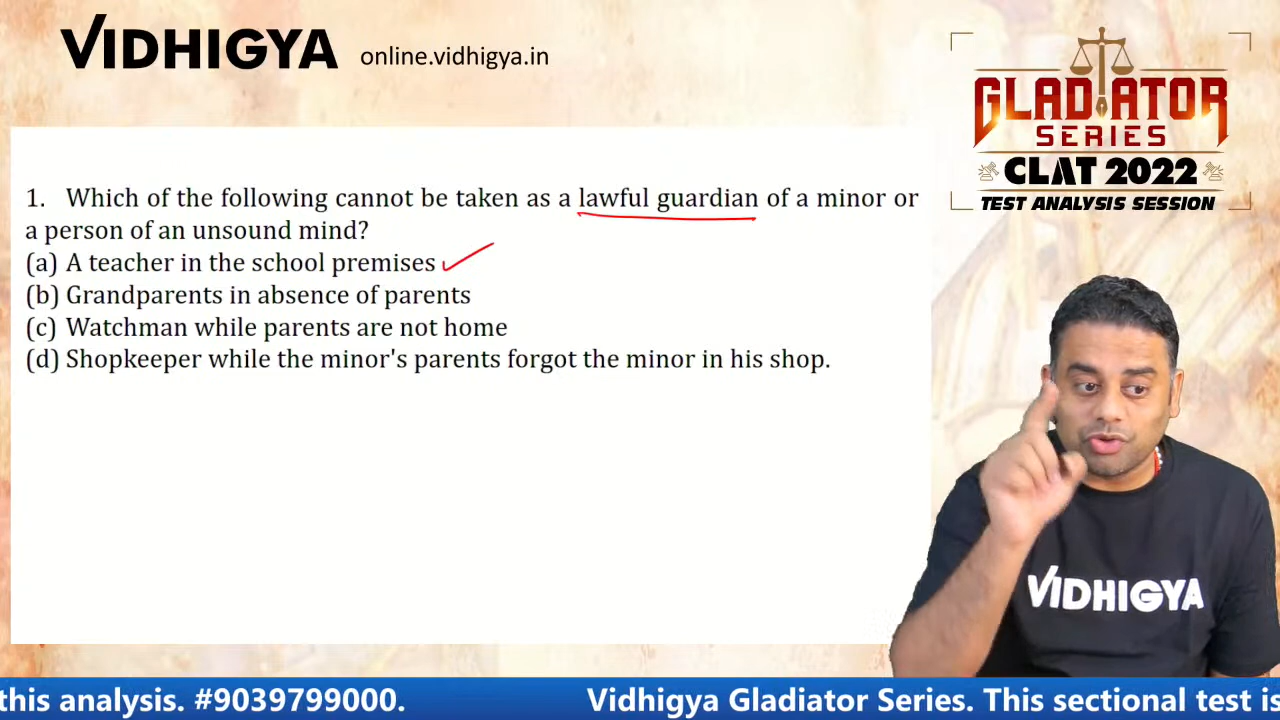 VIDHIGYA online.vidhigya.in
GLADIATOR
SERIES
CLAT 2022
TEST ANALYSIS SESSION
1. Which of the following cannot be taken as a lawful guardian of a minor or
a person of an unsound mind?
(a) A teacher in the school premises
(b) Grandparents in absence of parents
(c) Watchman while parents are not home
(d) Shopkeeper while the minor's parents forgot the minor in his shop.
VIDHIGYA
this analysis. #9039799000. Vidhigya Gladiator Series. This sectional test is